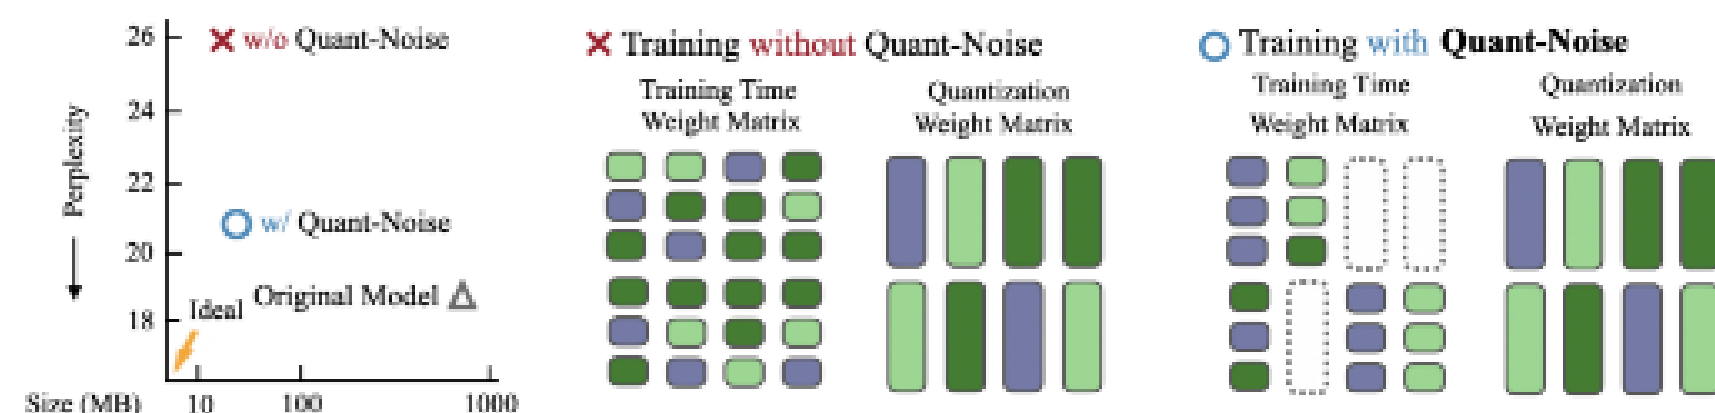 26
w/o Quant-Noise
24
22
w/ Quant-Noise
20
Original Model
Ideal
18
Perplexity
Size (MB)
10
100
1000
Training without Quant-Noise
Training Time
Weight Matrix
Quantization
Weight Matrix
Training with Quant-Noise
Training Time
Weight Matrix
Quantization
Weight Matrix